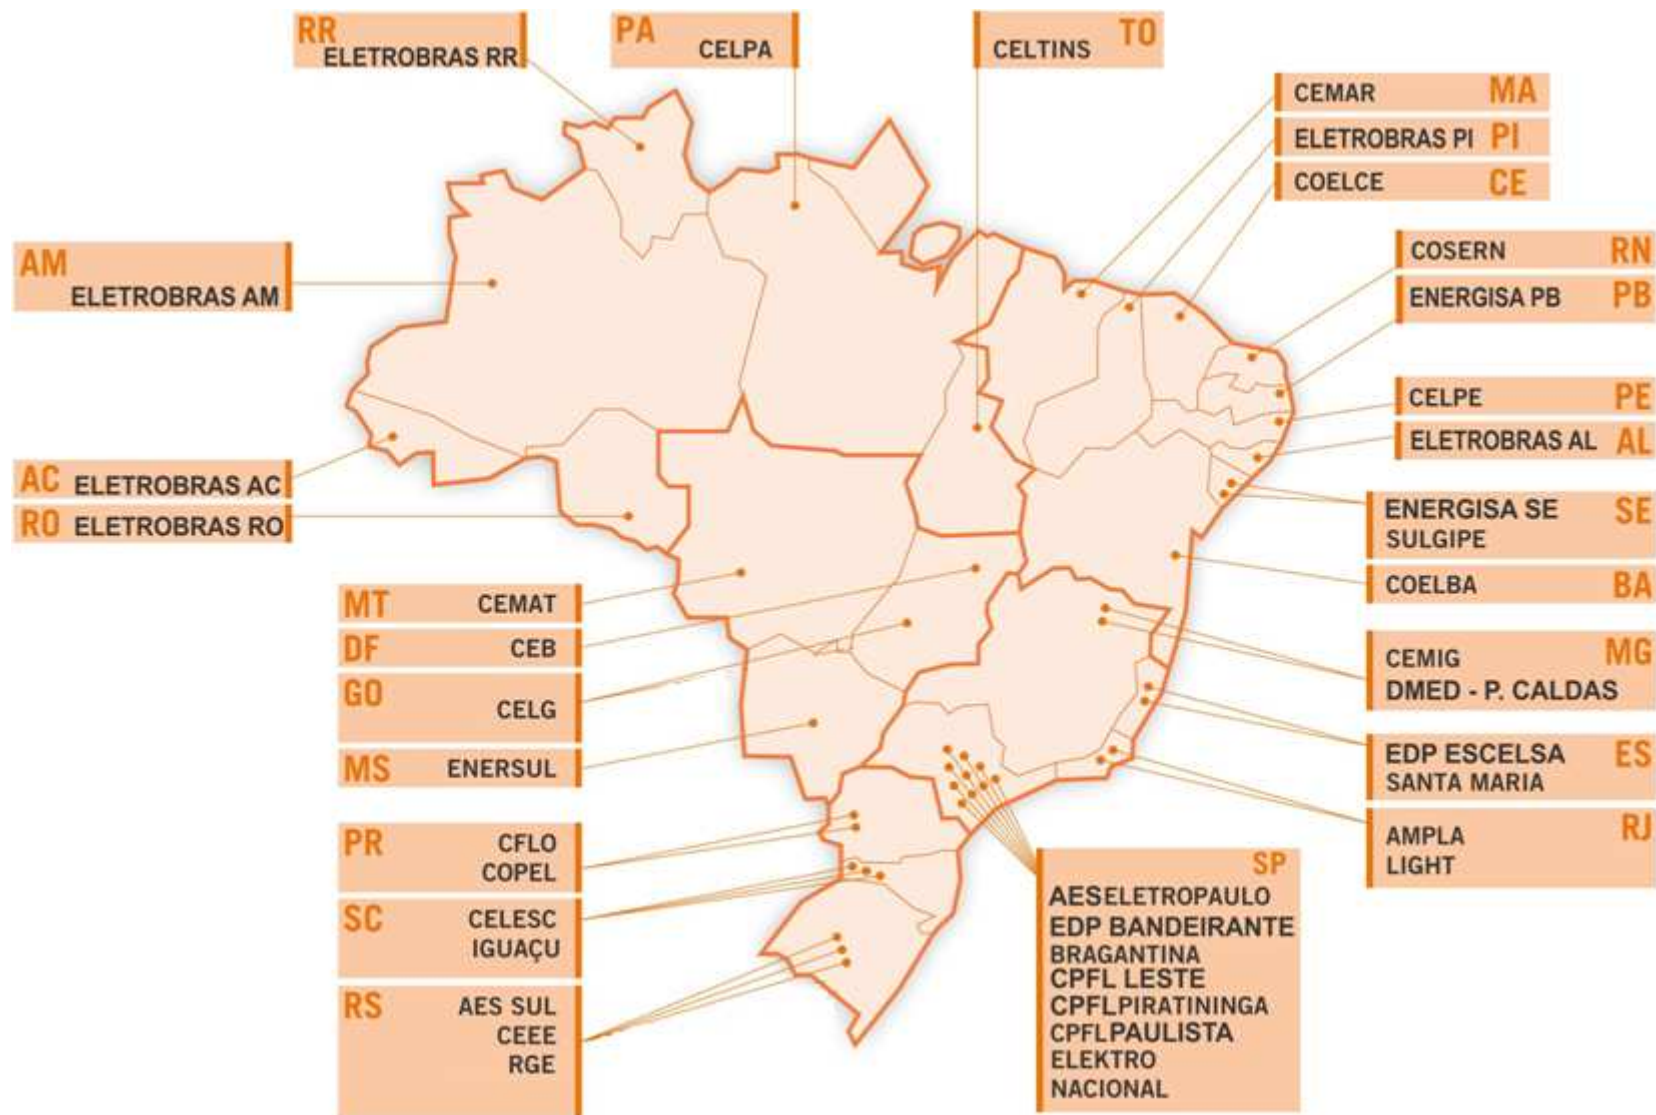 RR
ELETROBRAS RR
PA
CELPA
TO
CELTINS
CEMAR MA
ELETROBRAS PI PI
COELCE CE
COSERN RN
ENERGISA PB PB
AM
ELETROBRAS AM
CELPE PE
ELETROBRAS AL AL
AC ELETROBRAS AC
RO ELETROBRAS RO
ENERGISA SE SE
SULGIPE
COELBA BA
MT CEMAT
DF CEB
GO
CELG
MS ENERSUL
CEMIG MG
DMED - P. CALDAS
EDP ESCELSA ES
SANTA MARIA
RJ
AMPLA
LIGHT
PR CFLO
COPEL
SC CELESC
IGUAÇU
RS AES SUL
CEEE
RGE
SP
AESELETROPAULO
EDP BANDEIRANTE
BRAGANTINA
CPFL LESTE
CPFLPIRATININGA
CPFLPAULISTA
ELEKTRO
NACIONAL